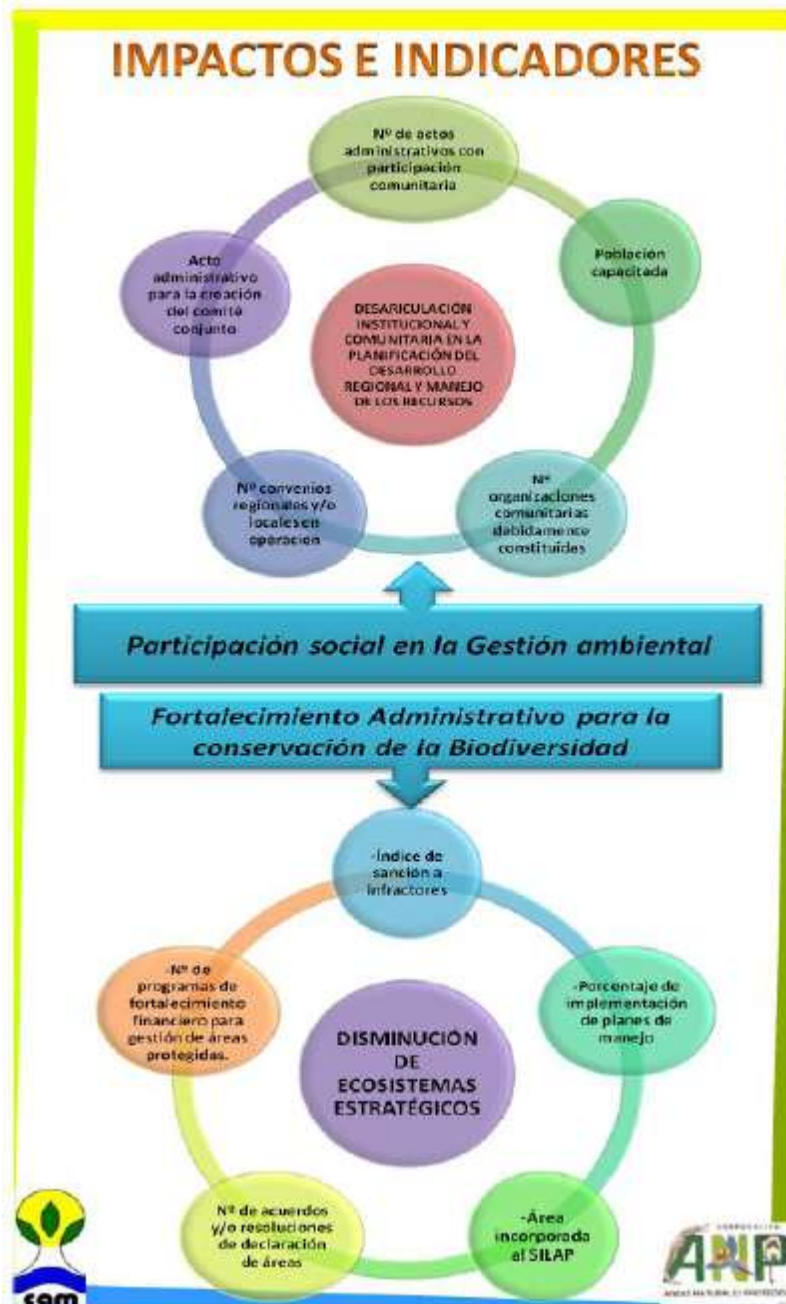 IMPACTOS E INDICADORES
Nº de actos
administrativos con
participación
comunitaria
Acto
administrativo
para la creación
del comité
conjunto
Población
capacitada
DESARICULACIÓN
INSTITUCIONAL Y
COMUNITARIA EN LA
PLANIFICACIÓN DEL
DESARROLLO
REGIONAL Y MANEJO
DE LOS RECURSOS
Nº convenios
regionales y/o
locales en
operación
Nº
organizaciones
comunitarias
debidamente
constituidas
Participación social en la Gestión ambiental
Fortalecimiento Administrativo para la
conservación de la Biodiversidad
-Índice de
sanción a
infractores
-Nº de
programas de
fortalecimiento
financiero para
gestión de áreas
protegidas.
-Porcentaje de
implementación
de planes de
manejo
DISMINUCIÓN
DE
ECOSISTEMAS
ESTRATÉGICOS
Nº de acuerdos
y/o resoluciones
de declaración
de áreas
-Área
incorporada
al SILAP
cam
CORPORACIÓN
ANP